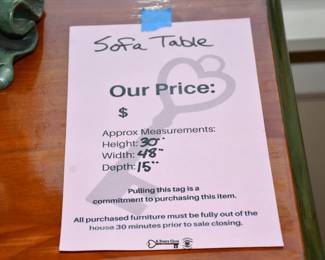 Sofa Table
Our Price:
$
Approx Measurements:
Height: 30"
Width: 48"
Depth: 15"
Pulling this tag is a
commitment to purchasing this item.
All purchased furniture must be fully out of the
house 30 minutes prior to sale closing.